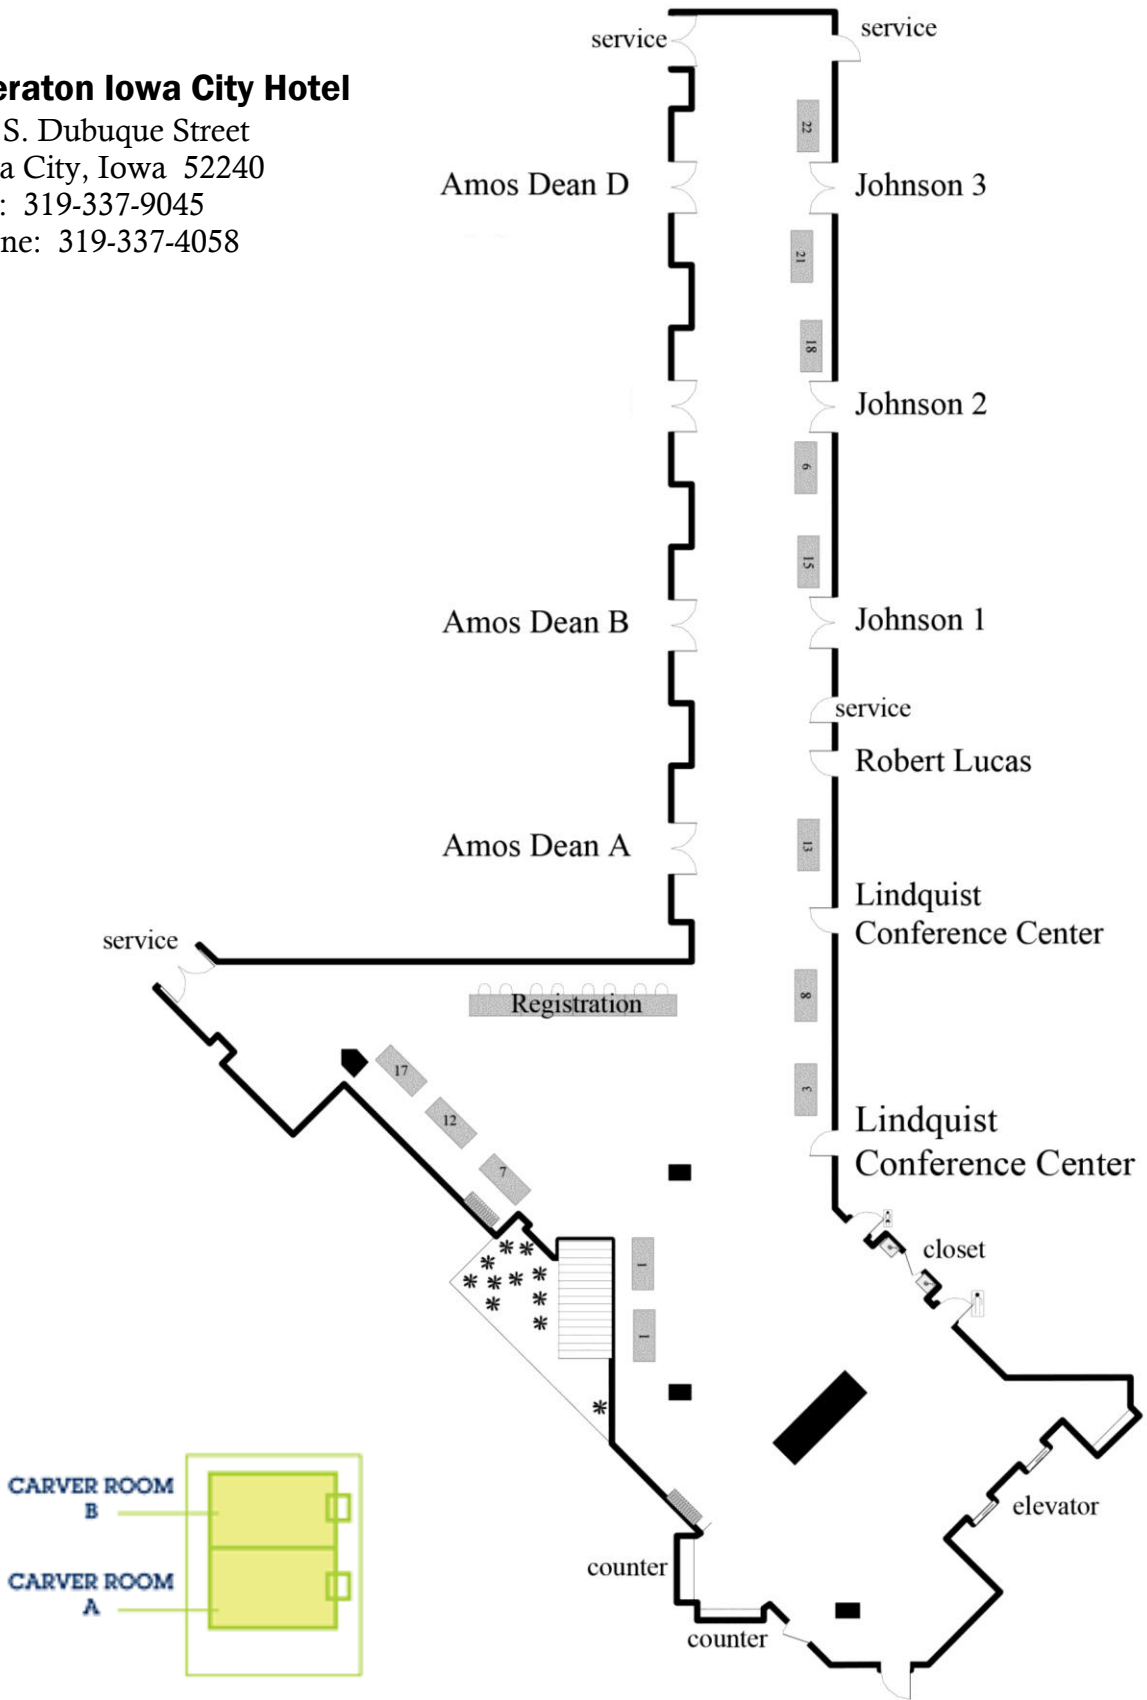 eraton Iowa City Hotel
S. Dubuque Street
a City, Iowa 52240
: 319-337-9045
ne: 319-337-4058
service
service
22
Amos Dean D
Johnson 3
21
18
Johnson 2
6
15
Amos Dean B
Johnson 1
service
Robert Lucas
13
Amos Dean A
Lindquist
Conference Center
service
8
Registration
17
3
12
Lindquist
Conference Center
7
closet
1
1
CARVER ROOM
B
elevator
counter
CARVER ROOM
A
counter